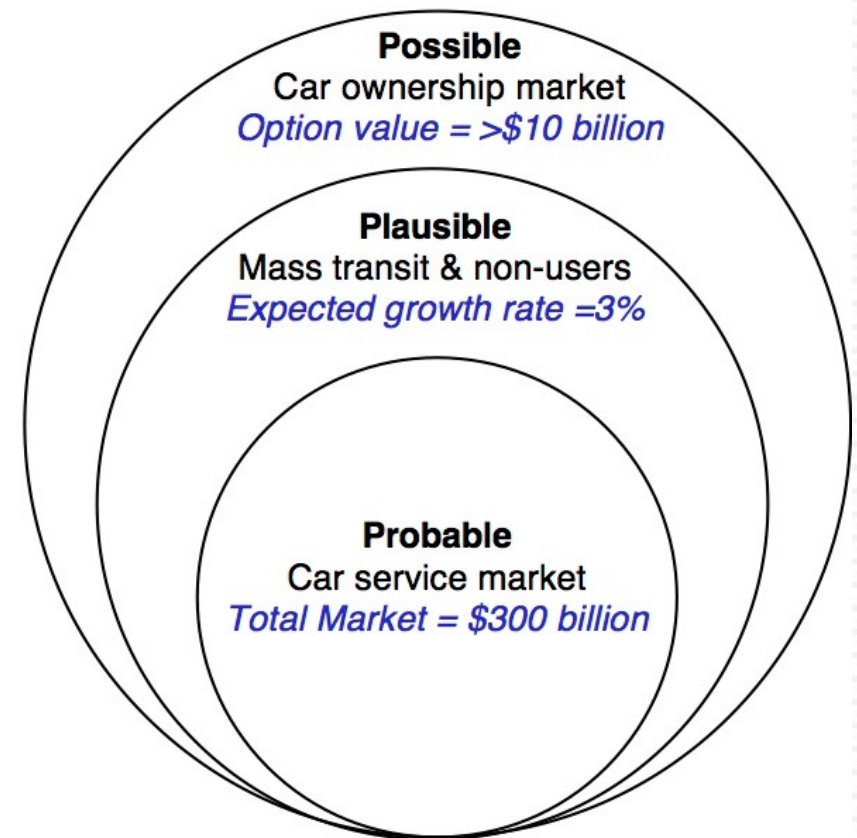 Possible
Car ownership market
Option value = >$10 billion
Plausible
Mass transit & non-users
Expected growth rate =3%
Probable
Car service market
Total Market = $300 billion